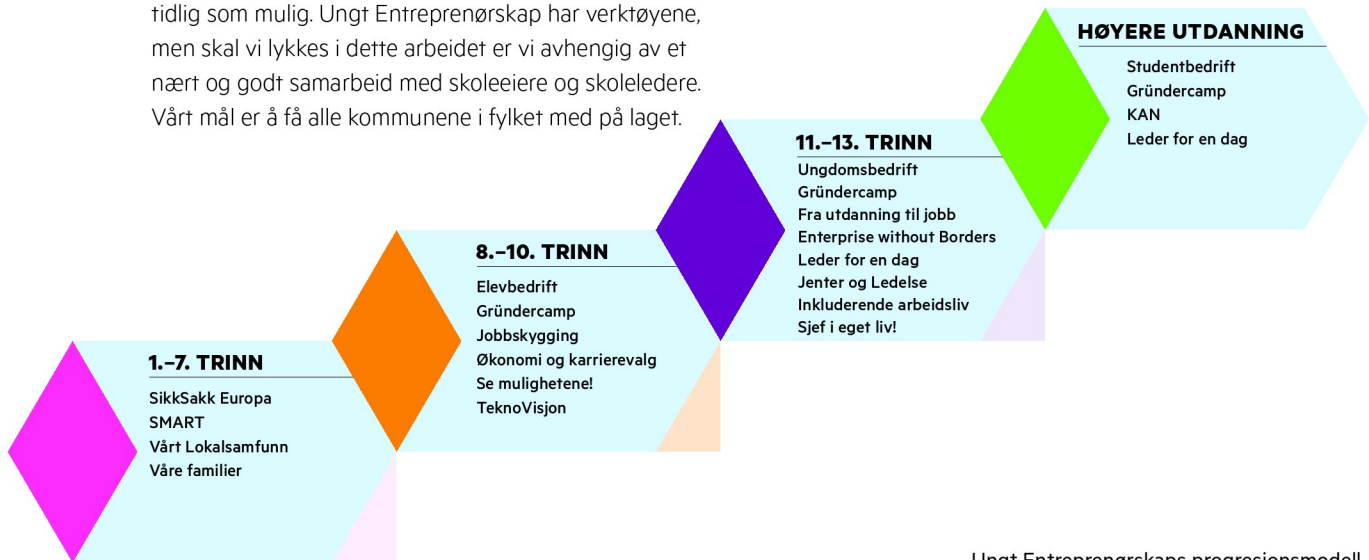 tidlig som mulig. Ungt Entreprenørskap har verktøyene,
men skal vi lykkes i dette arbeidet er vi avhengig av et
nært og godt samarbeid med skoleeiere og skoleledere.
Vårt mål er å få alle kommunene i fylket med på laget.
1.–7. TRINN
SikkSakk Europa
SMART
Vårt Lokalsamfunn
Våre familier
8.–10. TRINN
Elevbedrift
Gründercamp
Jobbskygging
Økonomi og karrierevalg
Se mulighetene!
TeknoVisjon
11.–13. TRINN
Ungdomsbedrift
Gründercamp
Fra utdanning til jobb
Enterprise without Borders
Leder for en dag
Jenter og Ledelse
Inkluderende arbeidsliv
Sjef i eget liv!
HØYERE UTDANNING
Studentbedrift
Gründercamp
KAN
Leder for en dag
Ungt Entreprenørskaps progresjonsmodell